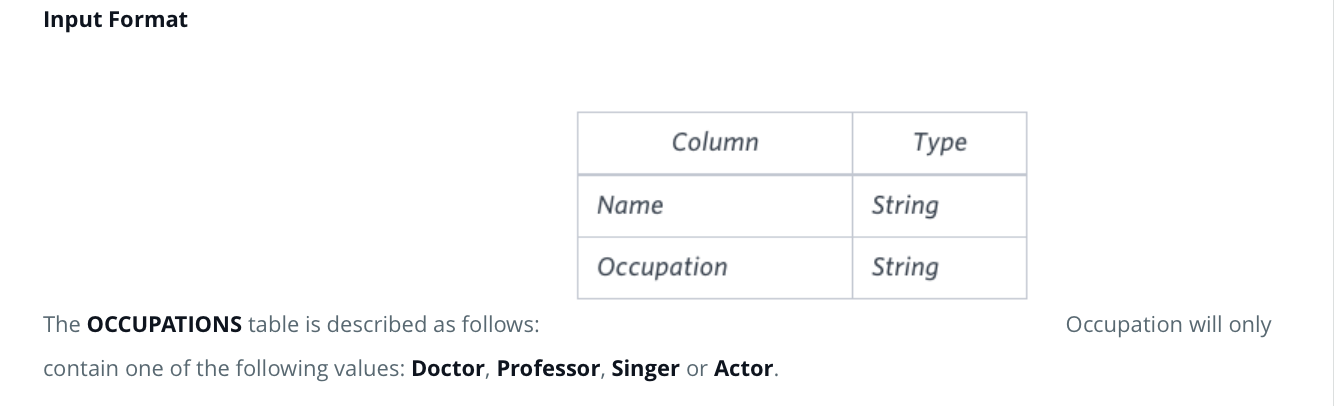 Input Format
Column Type
Name String
Occupation String
The OCCUPATIONS table is described as follows: Occupation will only
contain one of the following values: Doctor, Professor, Singer or Actor.